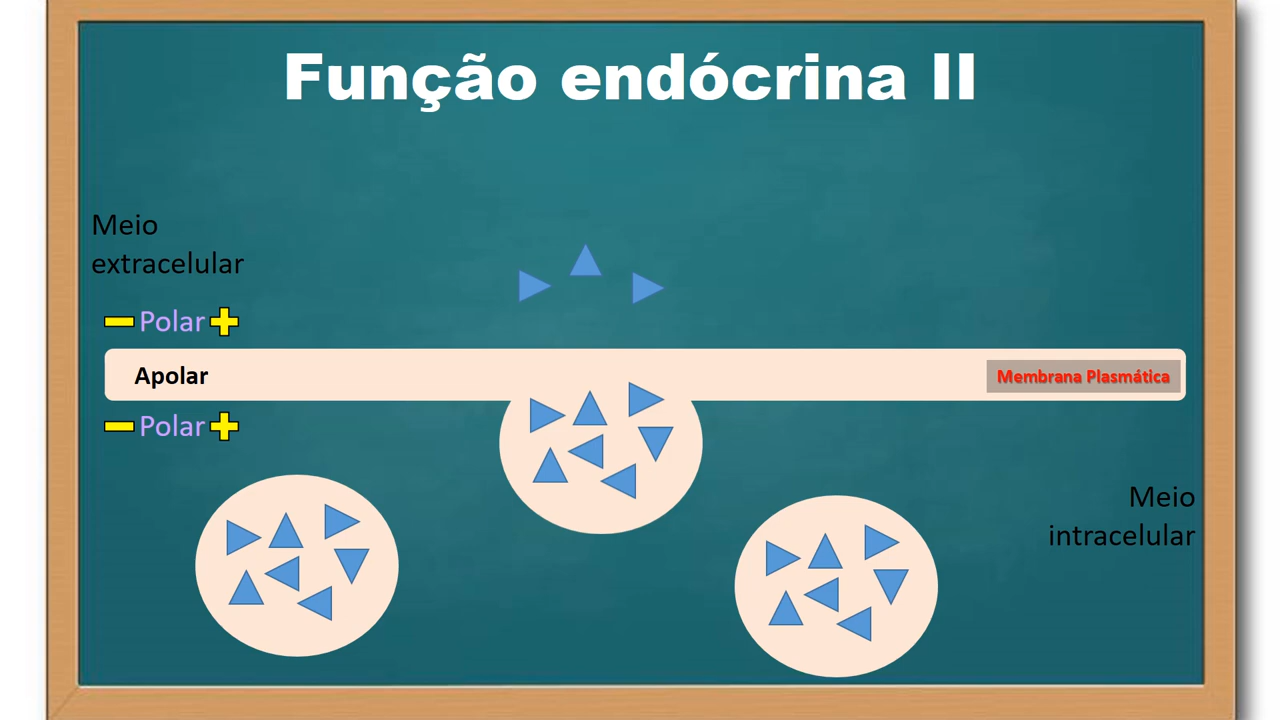 Função endócrina II
Meio
extracelular
Polar
Apolar
Membrana Plasmática
Polar
Meio
intracelular